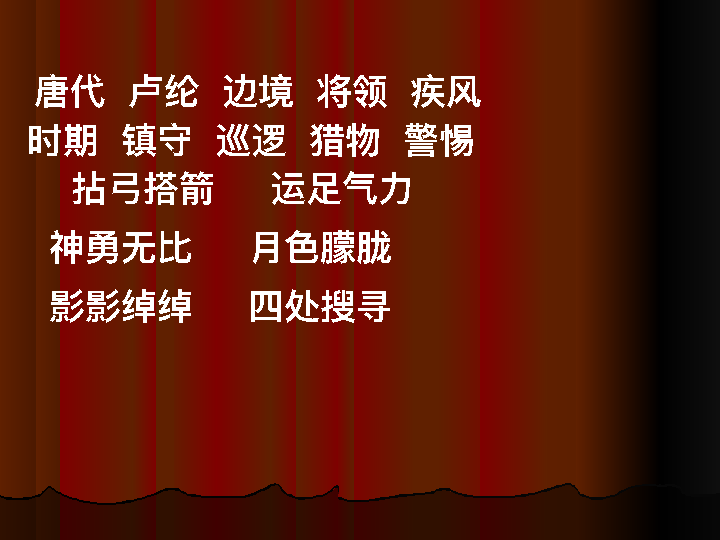 唐代 卢纶 边境 将领 疾风
时期 镇守 巡逻 猎物 警惕
拈弓搭箭 运足气力
神勇无比 月色朦胧
影影绰绰 四处搜寻